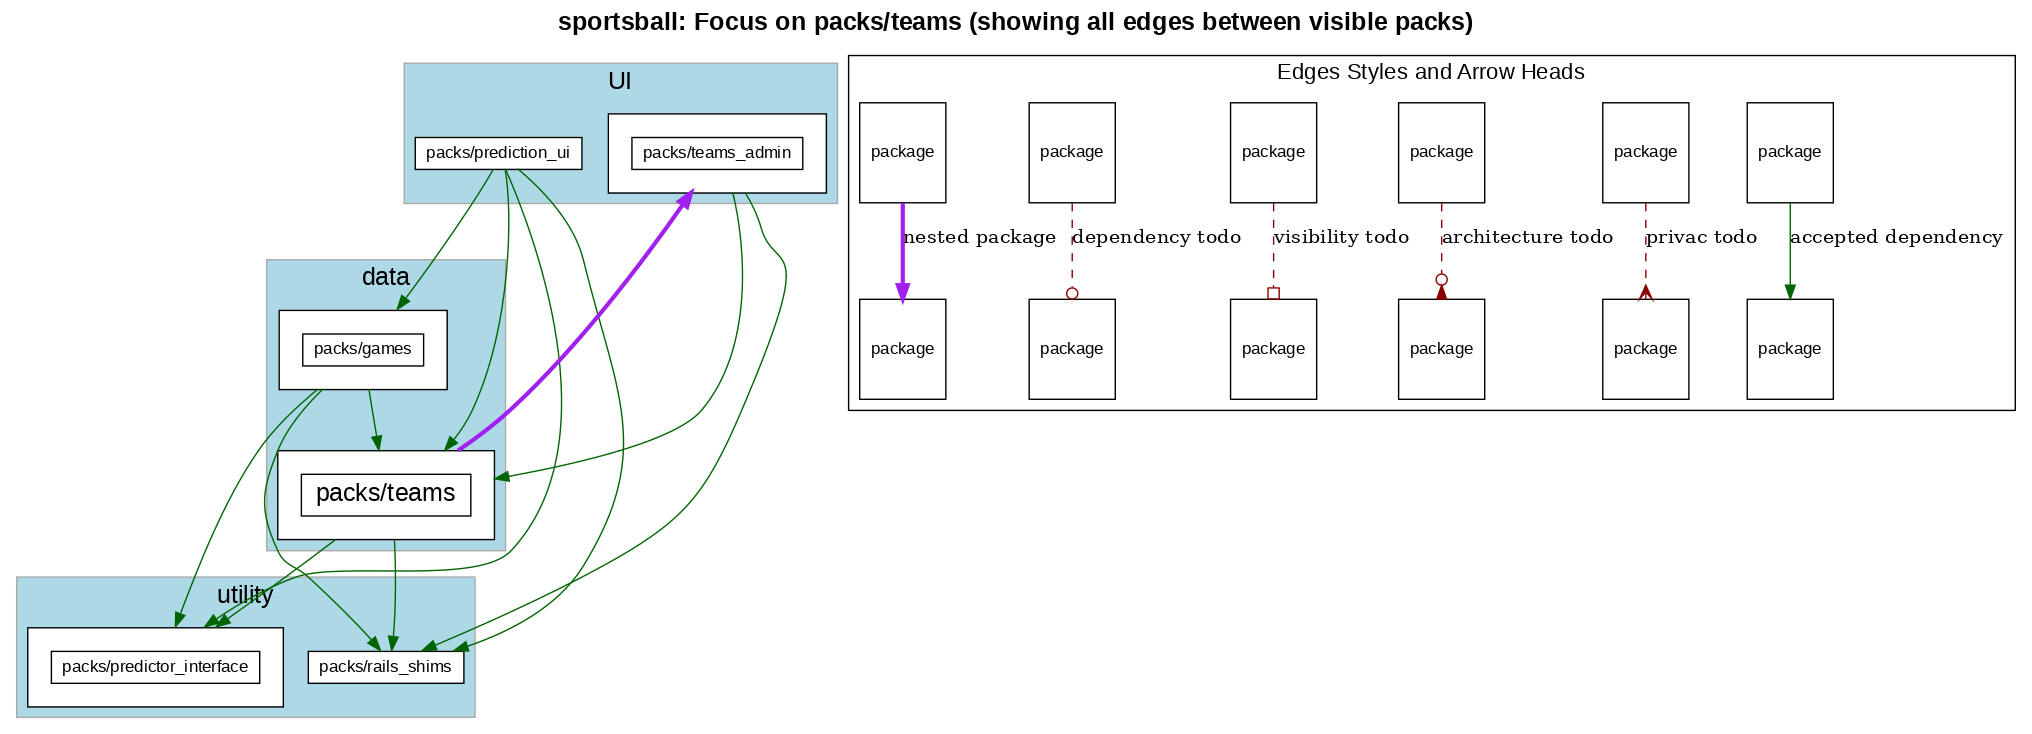 sportsball: Focus on packs/teams (showing all edges between visible packs)
UI
packs/prediction_ui
packs/teams_admin
data
packs/games
packs/teams
utility
packs/predictor_interface
packs/rails_shims
Edges Styles and Arrow Heads
package package package package package package
nested package dependency todo visibility todo architecture todo privac todo accepted dependency
package package package package package package